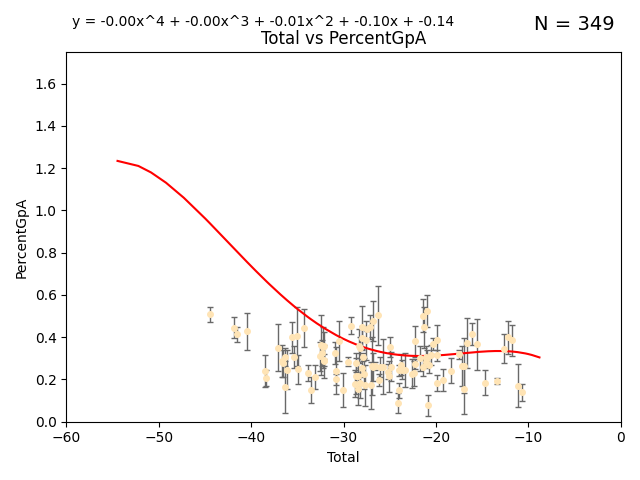 y = -0.00x^4 + -0.00x^3 + -0.01x^2 + -0.10x + -0.14
N = 349
Total vs PercentGpA
1.6
1.4
1.2
1.0
0.8
0.6
0.4
0.2
0.0
PercentGpA
−60 −50 −40 −30 −20 −10 0
Total